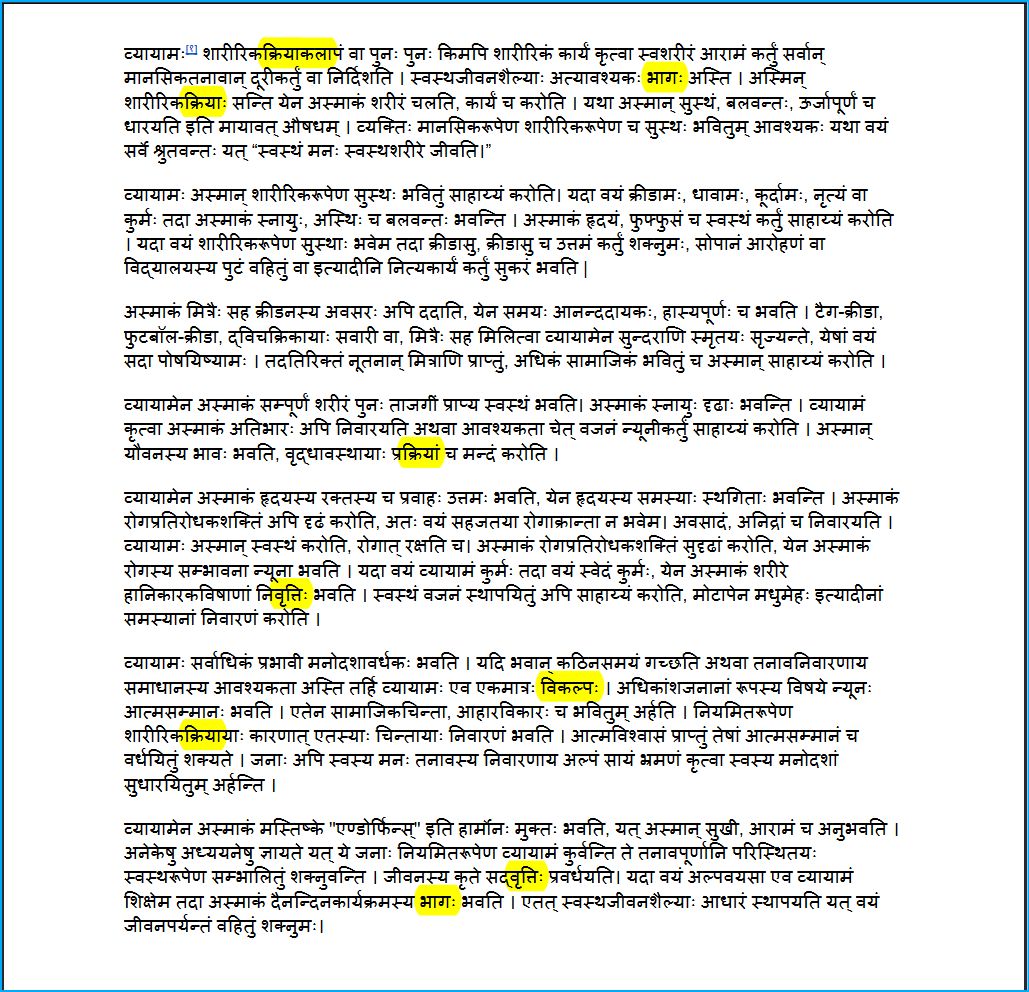 व्यायामः[१] शारीरिकक्रियाकलापं वा पुनः पुनः किमपि शारीरिकं कार्यं कृत्वा स्वशरीरं आरामं कर्तुं सर्वान्
मानसिकतनावान् दूरीकर्तुं वा निर्दिशति । स्वस्थजीवनशैल्याः अत्यावश्यकः भागः अस्ति । अस्मिन्
शारीरिकक्रियाः सन्ति येन अस्माकं शरीरं चलति, कार्यं च करोति । यथा अस्मान् सुस्थं, बलवन्तः, ऊर्जापूर्णं च
धारयति इति मायावत् औषधम् । व्यक्तिः मानसिकरूपेण शारीरिकरूपेण च सुस्थः भवितुम् आवश्यकः यथा वयं
सर्वे श्रुतवन्तः यत् “स्वस्थं मनः स्वस्थशरीरे जीवति।”
व्यायामः अस्मान् शारीरिकरूपेण सुस्थः भवितुं साहाय्यं करोति। यदा वयं क्रीडामः, धावामः, कूर्दामः, नृत्यं वा
कुर्मः तदा अस्माकं स्नायुः, अस्थिः च बलवन्तः भवन्ति । अस्माकं हृदयं, फुफ्फुसं च स्वस्थं कर्तुं साहाय्यं करोति
। यदा वयं शारीरिकरूपेण सुस्थाः भवेम तदा क्रीडासु, क्रीडासु च उत्तमं कर्तुं शक्नुमः, सोपानं आरोहणं वा
विद्यालयस्य पुटं वहितुं वा इत्यादीनि नित्यकार्यं कर्तुं सुकरं भवति |
अस्माकं मित्रैः सह क्रीडनस्य अवसरः अपि ददाति, येन समयः आनन्ददायकः, हास्यपूर्णः च भवति । टैग-क्रीडा,
फुटबॉल-क्रीडा, द्विचक्रिकायाः सवारी वा, मित्रैः सह मिलित्वा व्यायामेन सुन्दराणि स्मृतयः सृज्यन्ते, येषां वयं
सदा पोषयिष्यामः । तदतिरिक्तं नूतनान् मित्राणि प्राप्तुं, अधिकं सामाजिकं भवितुं च अस्मान् साहाय्यं करोति ।
व्यायामेन अस्माकं सम्पूर्णं शरीरं पुनः ताजगीं प्राप्य स्वस्थं भवति। अस्माकं स्नायुः दृढाः भवन्ति । व्यायामं
कृत्वा अस्माकं अतिभारः अपि निवारयति अथवा आवश्यकता चेत् वजनं न्यूनीकर्तुं साहाय्यं करोति । अस्मान्
यौवनस्य भावः भवति, वृद्धावस्थायाः प्रक्रियां च मन्दं करोति ।
व्यायामेन अस्माकं हृदयस्य रक्तस्य च प्रवाहः उत्तमः भवति, येन हृदयस्य समस्याः स्थगिताः भवन्ति । अस्माकं
रोगप्रतिरोधकशक्तिं अपि दृढं करोति, अतः वयं सहजतया रोगाक्रान्ता न भवेम। अवसादं, अनिद्रां च निवारयति ।
व्यायामः अस्मान् स्वस्थं करोति, रोगात् रक्षति च। अस्माकं रोगप्रतिरोधकशक्तिं सुदृढां करोति, येन अस्माकं
रोगस्य सम्भावना न्यूना भवति । यदा वयं व्यायामं कुर्मः तदा वयं स्वेदं कुर्मः, येन अस्माकं शरीरे
हानिकारकविषाणां निवृत्तिः भवति । स्वस्थं वजनं स्थापयितुं अपि साहाय्यं करोति, मोटापेन मधुमेहः इत्यादीनां
समस्यानां निवारणं करोति ।
व्यायामः सर्वाधिकं प्रभावी मनोदशावर्धकः भवति । यदि भवान् कठिनसमयं गच्छति अथवा तनावनिवारणाय
समाधानस्य आवश्यकता अस्ति तर्हि व्यायामः एव एकमात्रः विकल्पः । अधिकांशजनानां रूपस्य विषये न्यूनः
आत्मसम्मानः भवति । एतेन सामाजिकचिन्ता, आहारविकारः च भवितुम् अर्हति । नियमितरूपेण
शारीरिकक्रियायाः कारणात् एतस्याः चिन्तायाः निवारणं भवति । आत्मविश्वासं प्राप्तुं तेषां आत्मसम्मानं च
वर्धयितुं शक्यते । जनाः अपि स्वस्य मनः तनावस्य निवारणाय अल्पं सायं भ्रमणं कृत्वा स्वस्य मनोदशां
सुधारयितुम् अर्हन्ति ।
व्यायामेन अस्माकं मस्तिष्के "एण्डोर्फिन्स्" इति हार्मोनः मुक्तः भवति, यत् अस्मान् सुखी, आरामं च अनुभवति ।
अनेकेषु अध्ययनेषु ज्ञायते यत् ये जनाः नियमितरूपेण व्यायामं कुर्वन्ति ते तनावपूर्णानि परिस्थितयः
स्वस्थरूपेण सम्भालितुं शक्नुवन्ति । जीवनस्य कृते सद्वृत्तिः प्रवर्धयति। यदा वयं अल्पवयसा एव व्यायामं
शिक्षेम तदा अस्माकं दैनन्दिनकार्यक्रमस्य भागः भवति । एतत् स्वस्थजीवनशैल्याः आधारं स्थापयति यत् वयं
जीवनपर्यन्तं वहितुं शक्नुमः।